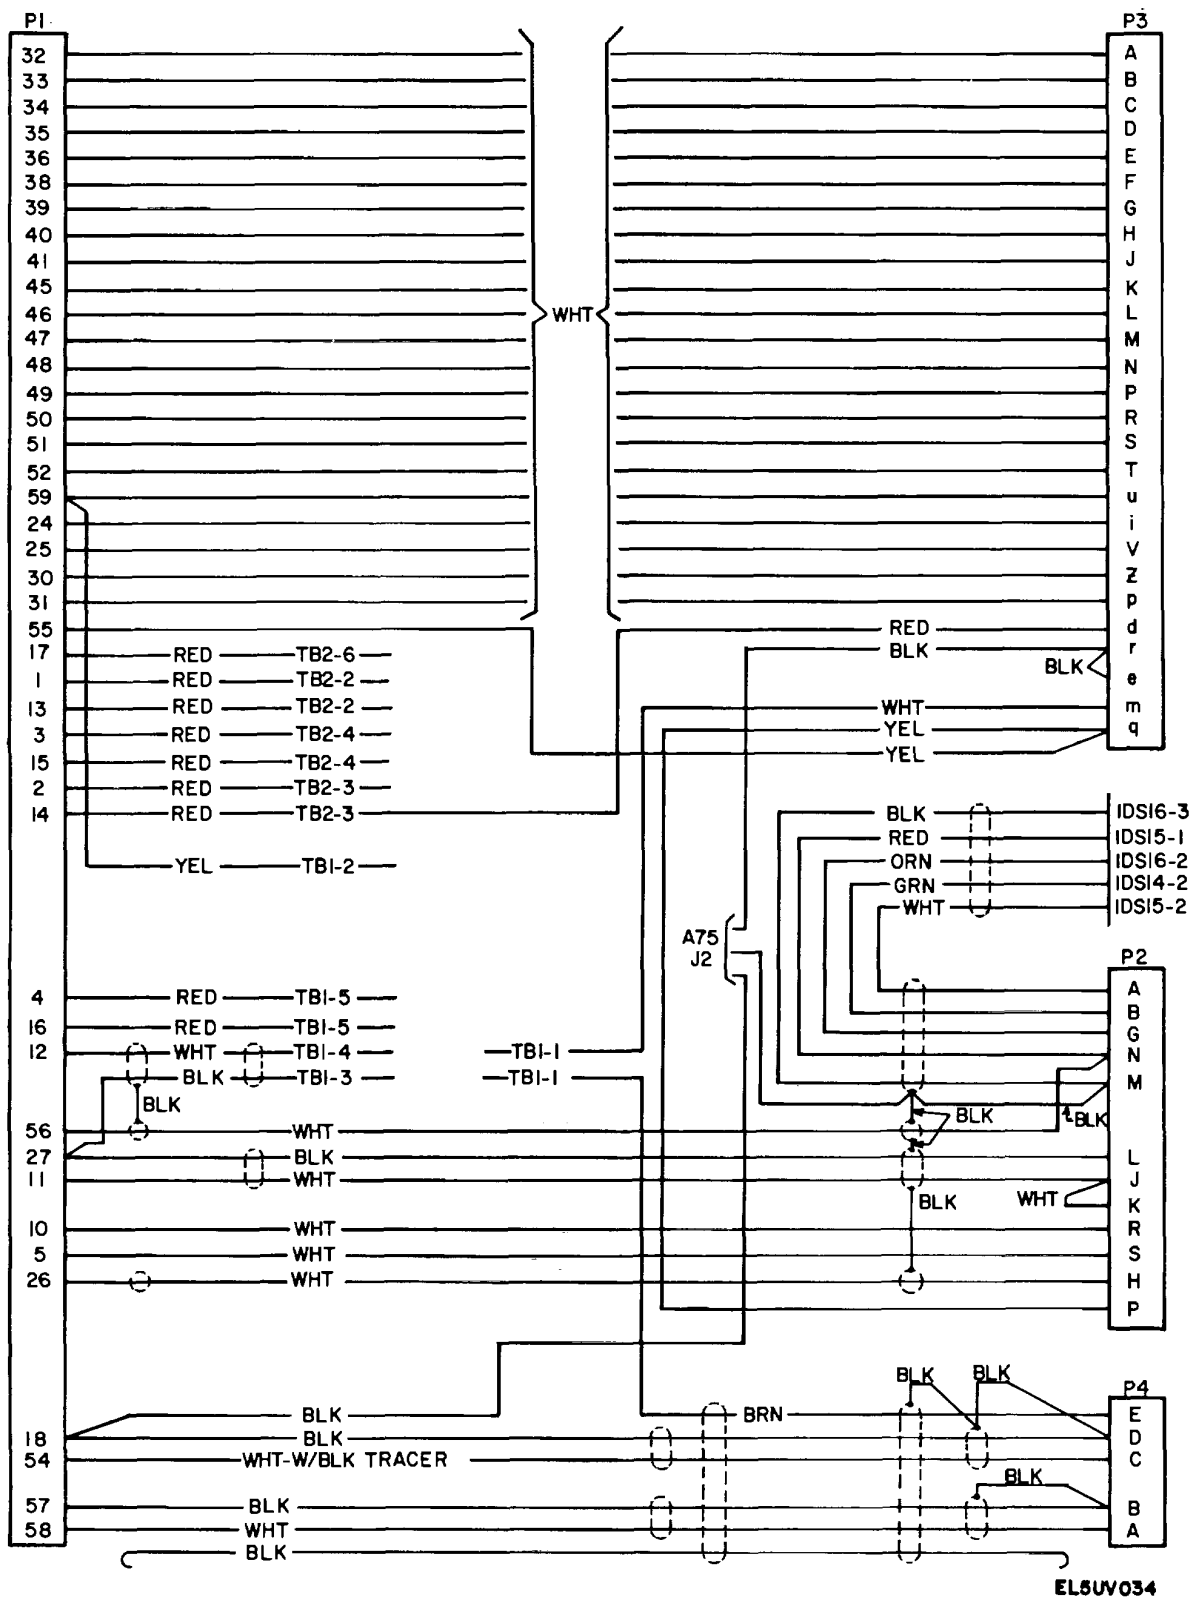 P1 P3
32 A
33 B
34 C
35 D
36 E
38 F
39 G
40 H
41 J
45 K
46 WHT L
47 M
48 N
49 P
50 R
51 S
52 T
59 u
24 i
25 V
30 Z
31 p
55 RED d
17 RED TB2-6 BLK r
BLK
1 RED TB2-2 e
13 RED TB2-2 WHT m
3 RED TB2-4 YEL q
YEL
15 RED TB2-4
2 RED TB2-3
14 RED TB2-3 BLK 1DS16-3
RED 1DS15-1
YEL TB1-2 ORN 1DS16-2
GRN 1DS14-2
WHT 1DS15-2
A75
J2 P2
4 RED TB1-5 A
B
16 RED TB1-5 G
12 WHT TB1-4 TB1-1 N
BLK TB1-3 TB1-1 M
BLK BLK BLK
56 WHT
27 BLK L
11 WHT J
BLK WHT K
10 WHT R
5 WHT S
26 WHT H
P
BLK BLK P4
BLK BRN E
18 BLK D
54 WHT-W/BLK TRACER C
BLK
57 BLK B
58 WHT A
BLK
EL5UV034